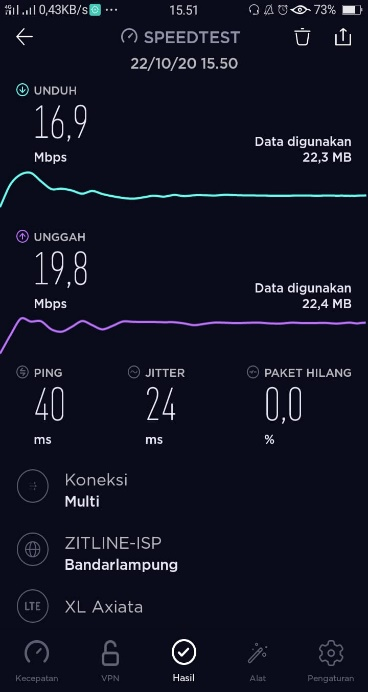 0,43KB/s ... 15.51 73%
SPEEDTEST
22/10/20 15.50
UNDUH
16,9
Mbps
Data digunakan
22,3 MB
UNGGAH
19,8
Mbps
Data digunakan
22,4 MB
PING JITTER PAKET HILANG
40 24 0,0
ms ms %
Koneksi
Multi
ZITLINE-ISP
Bandarlampung
LTE XL Axiata
Kecepatan VPN Hasil Alat Pengaturan